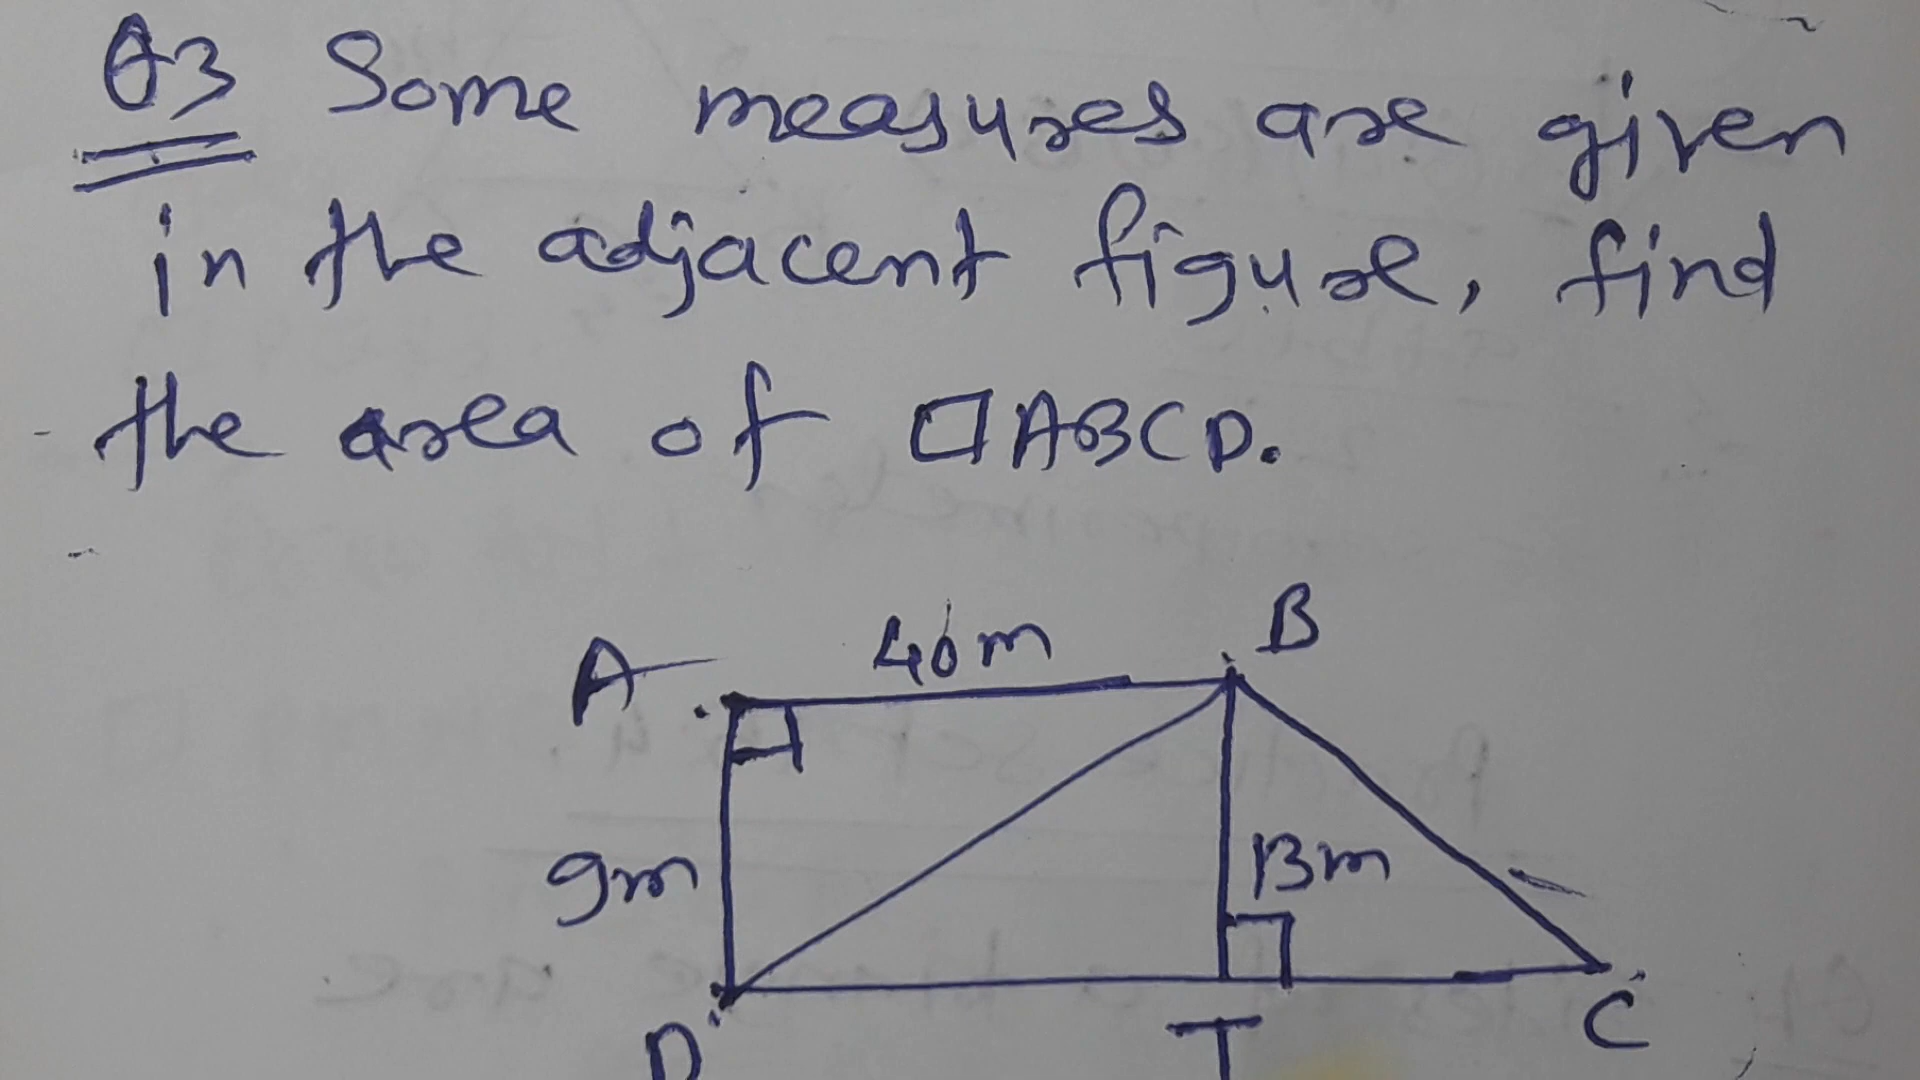 Q3 Some measures are given
in the adjacent figure, find
the area of □ABCD.
A 40m B
9m 13m
D T C